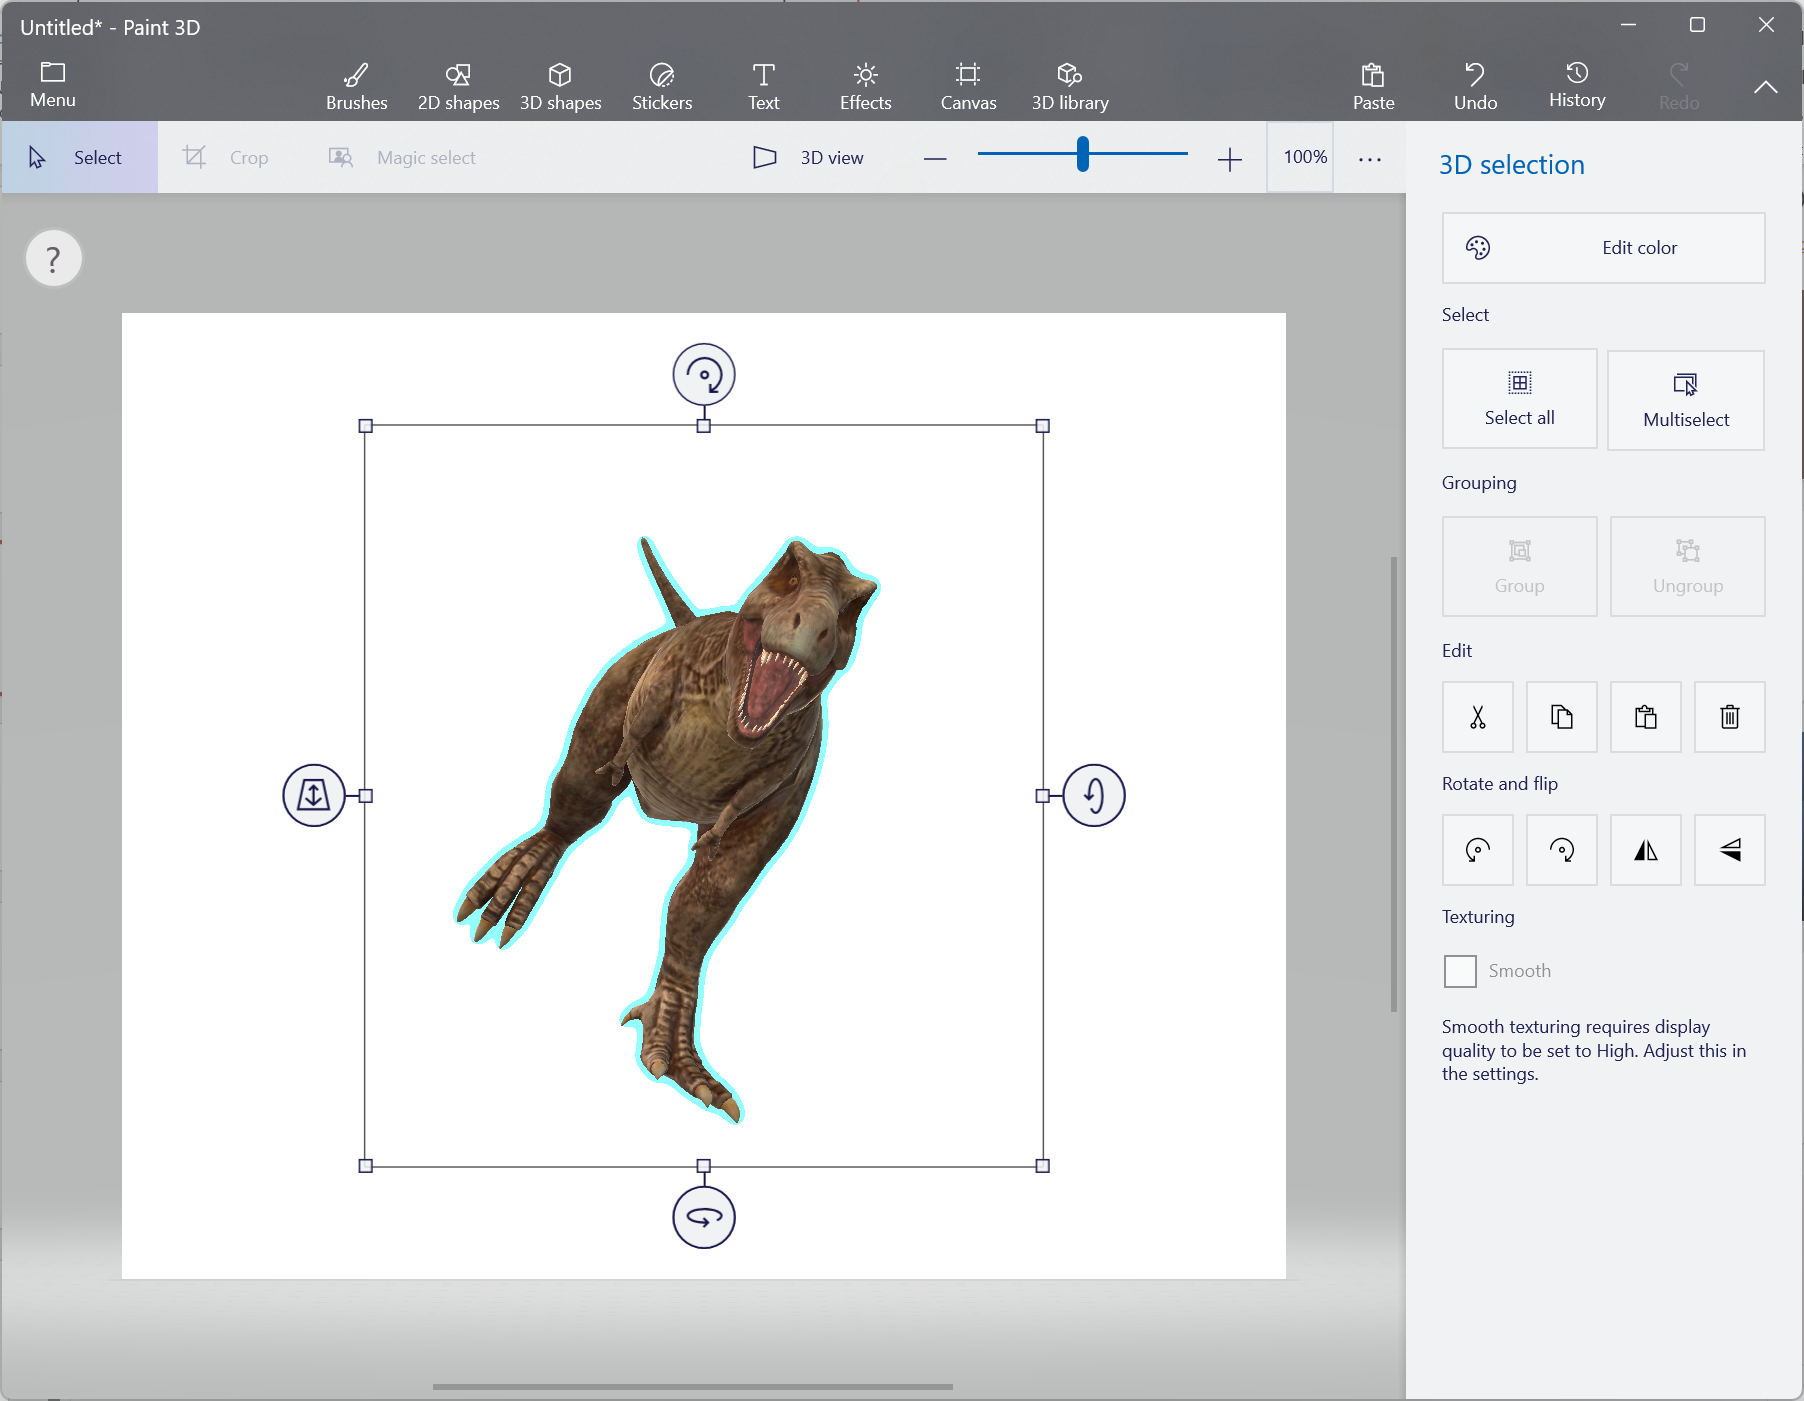 Untitled* - Paint 3D
Menu
Brushes
2D shapes
3D shapes
Stickers
Text
Effects
Canvas
3D library
Paste
Undo
History
Redo
Select
Crop
Magic select
3D view
100%
?
3D selection
Edit color
Select
Select all
Multiselect
Grouping
Group
Ungroup
Edit
Rotate and flip
Texturing
Smooth
Smooth texturing requires display
quality to be set to High. Adjust this in
the settings.